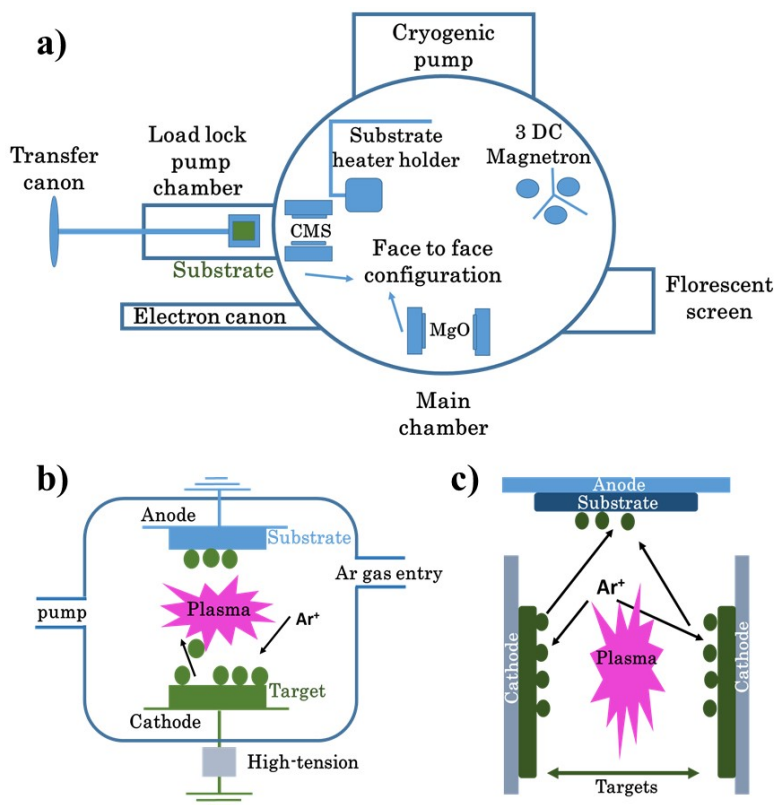 a)
Cryogenic
pump
Transfer
canon
Load lock
pump
chamber
Substrate
heater holder
3 DC
Magnetron
CMS
Substrate
Face to face
configuration
Electron canon
MgO
Florescent
screen
Main
chamber
b)
Anode
Substrate
Ar gas entry
pump
Plasma
Ar⁺
Target
Cathode
High-tension
c)
Anode
Substrate
Ar⁺
Cathode
Plasma
Cathode
Targets